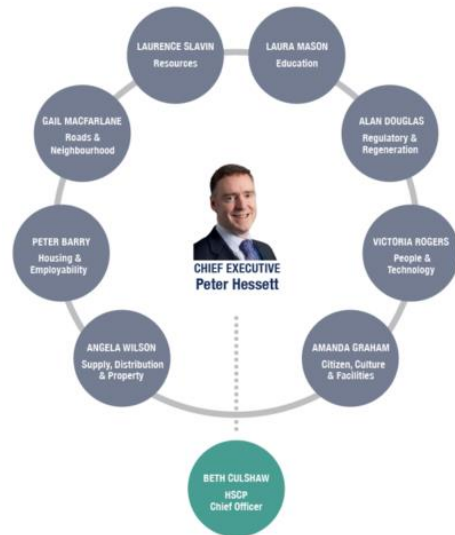 LAURENCE SLAVIN
Resources
LAURA MASON
Education
GAIL MACFARLANE
Roads &
Neighbourhood
ALAN DOUGLAS
Regulatory &
Regeneration
PETER BARRY
Housing &
Employability
CHIEF EXECUTIVE
Peter Hessett
VICTORIA ROGERS
People &
Technology
ANGELA WILSON
Supply, Distribution
& Property
AMANDA GRAHAM
Citizen, Culture
& Facilities
BETH CULSHAW
HSCP
Chief Officer